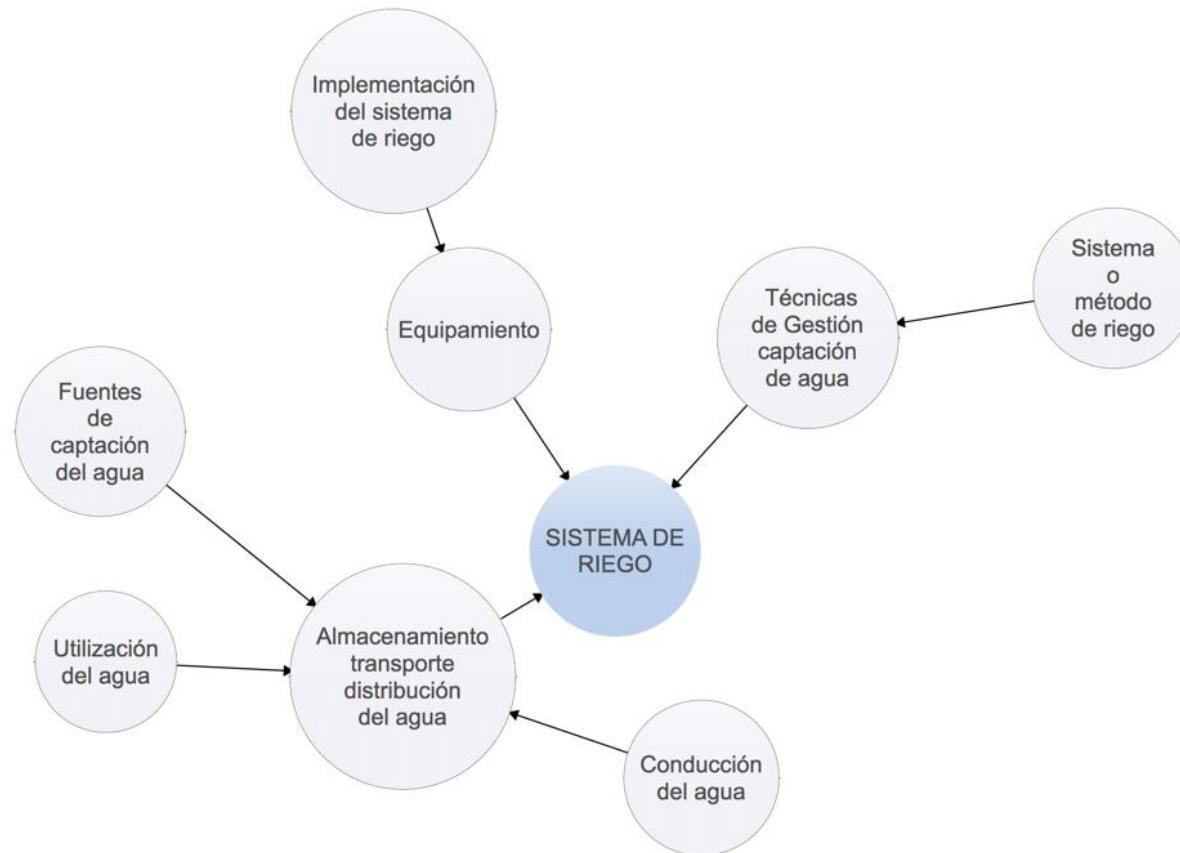 Implementación
del sistema
de riego
Equipamiento
Técnicas
de Gestión
captación
de agua
Sistema
o
método
de riego
Fuentes
de
captación
del agua
SISTEMA DE
RIEGO
Utilización
del agua
Almacenamiento
transporte
distribución
del agua
Conducción
del agua